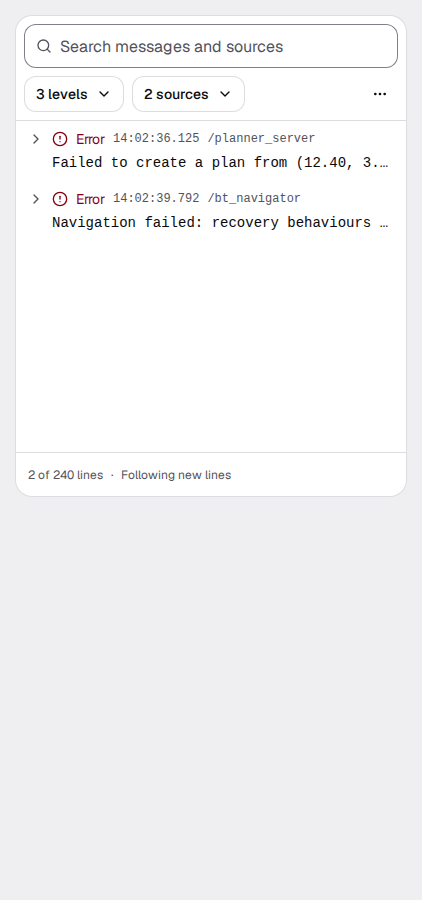 Search messages and sources
3 levels
2 sources
Error 14:02:36.125 /planner_server
Failed to create a plan from (12.40, 3.…
Error 14:02:39.792 /bt_navigator
Navigation failed: recovery behaviours …
2 of 240 lines · Following new lines